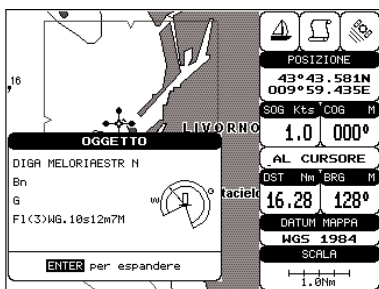 16
LIVORNO
OGGETTO
DIGA MELORIAESTR N
Bn
G
Fl(3)WG.10s12m7M
W
G
ENTER per espandere
POSIZIONE
43°43.581N
009°59.435E
SOG Kts COG M
1.0 000°
AL CURSORE
DST Nm BRG M
16.28 128°
DATUM MAPPA
WGS 1984
SCALA
1.0Nm